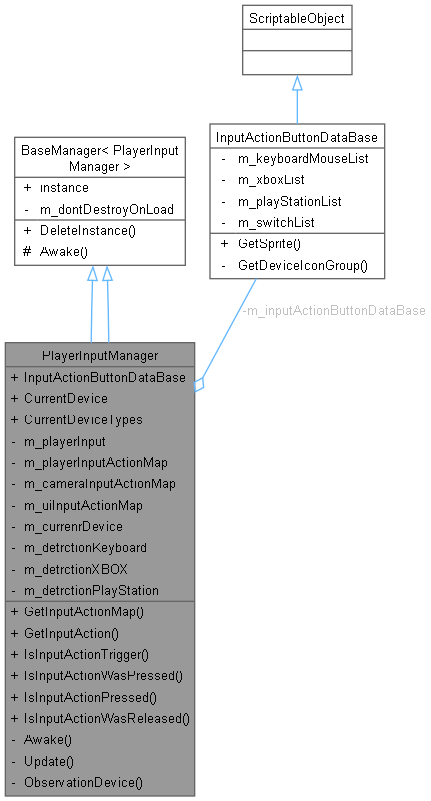 ScriptableObject
InputActionButtonDataBase
- m_keyboardMouseList
- m_xboxList
- m_playStationList
- m_switchList
+ GetSprite()
- GetDeviceIconGroup()
BaseManager< PlayerInput
Manager >
+ instance
- m_dontDestroyOnLoad
+ DeleteInstance()
# Awake()
-m_inputActionButtonDataBase
PlayerInputManager
+ InputActionButtonDataBase
+ CurrentDevice
+ CurrentDeviceTypes
- m_playerInput
- m_playerInputActionMap
- m_cameraInputActionMap
- m_uiInputActionMap
- m_currenrDevice
- m_detrctionKeyboard
- m_detrctionXBOX
- m_detrctionPlayStation
+ GetInputActionMap()
+ GetInputAction()
+ IsInputActionTrigger()
+ IsInputActionWasPressed()
+ IsInputActionPressed()
+ IsInputActionWasReleased()
- Awake()
- Update()
- ObservationDevice()